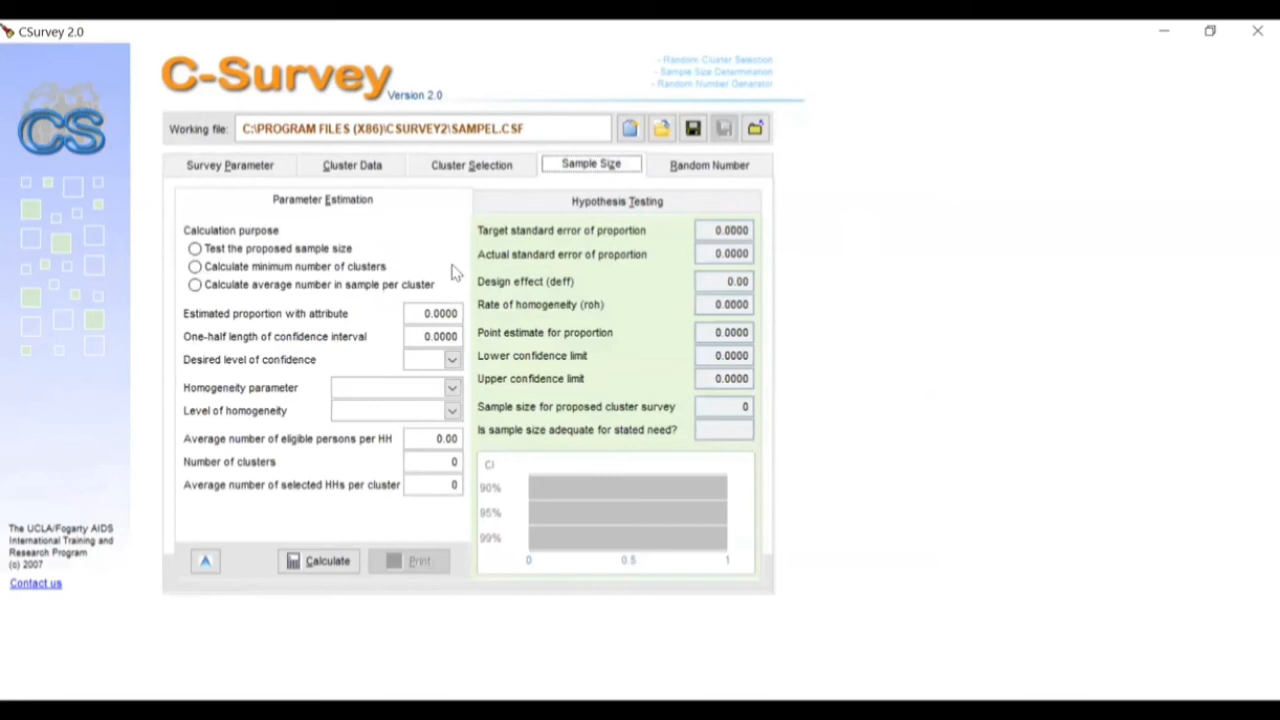 CSurvey 2.0
CS
C-Survey
Version 2.0
- Random Cluster Selection
- Sample Size Determination
- Random Number Generator
Working file: C:\PROGRAM FILES (X86)\CSURVEY2\SAMPEL.CSF
Survey Parameter Cluster Data Cluster Selection Sample Size Random Number
Parameter Estimation
Hypothesis Testing
Calculation purpose
Test the proposed sample size
Calculate minimum number of clusters
Calculate average number in sample per cluster
Estimated proportion with attribute 0.0000
One-half length of confidence interval 0.0000
Desired level of confidence
Homogeneity parameter
Level of homogeneity
Average number of eligible persons per HH 0.00
Number of clusters 0
Average number of selected HHs per cluster 0
Calculate Print
Target standard error of proportion 0.0000
Actual standard error of proportion 0.0000
Design effect (deff) 0.00
Rate of homogeneity (roh) 0.0000
Point estimate for proportion 0.0000
Lower confidence limit 0.0000
Upper confidence limit 0.0000
Sample size for proposed cluster survey 0
Is sample size adequate for stated need?
CI
90%
95%
99%
0 0.5 1
The UCLA/Fogarty AIDS
International Training and
Research Program
(c) 2007
Contact us